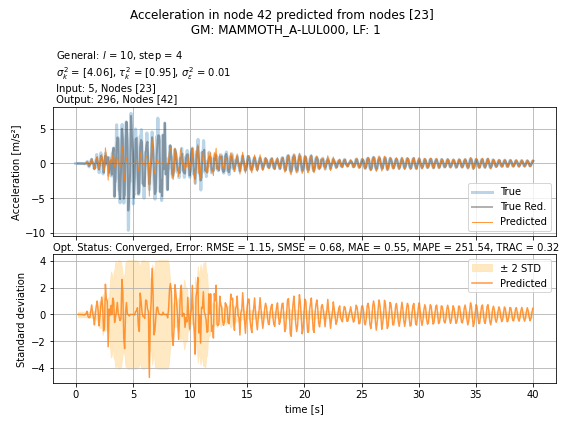 Acceleration in node 42 predicted from nodes [23]
GM: MAMMOTH_A-LUL000, LF: 1
General: l = 10, step = 4
σ²ₖ = [4.06], τ²ₖ = [0.95], σ²ε = 0.01
Input: 5, Nodes [23]
Output: 296, Nodes [42]
Acceleration [m/s²]
5
0
−5
−10
True
True Red.
Predicted
Opt. Status: Converged, Error: RMSE = 1.15, SMSE = 0.68, MAE = 0.55, MAPE = 251.54, TRAC = 0.32
Standard deviation
4
2
0
−2
−4
± 2 STD
Predicted
0 5 10 15 20 25 30 35 40
time [s]